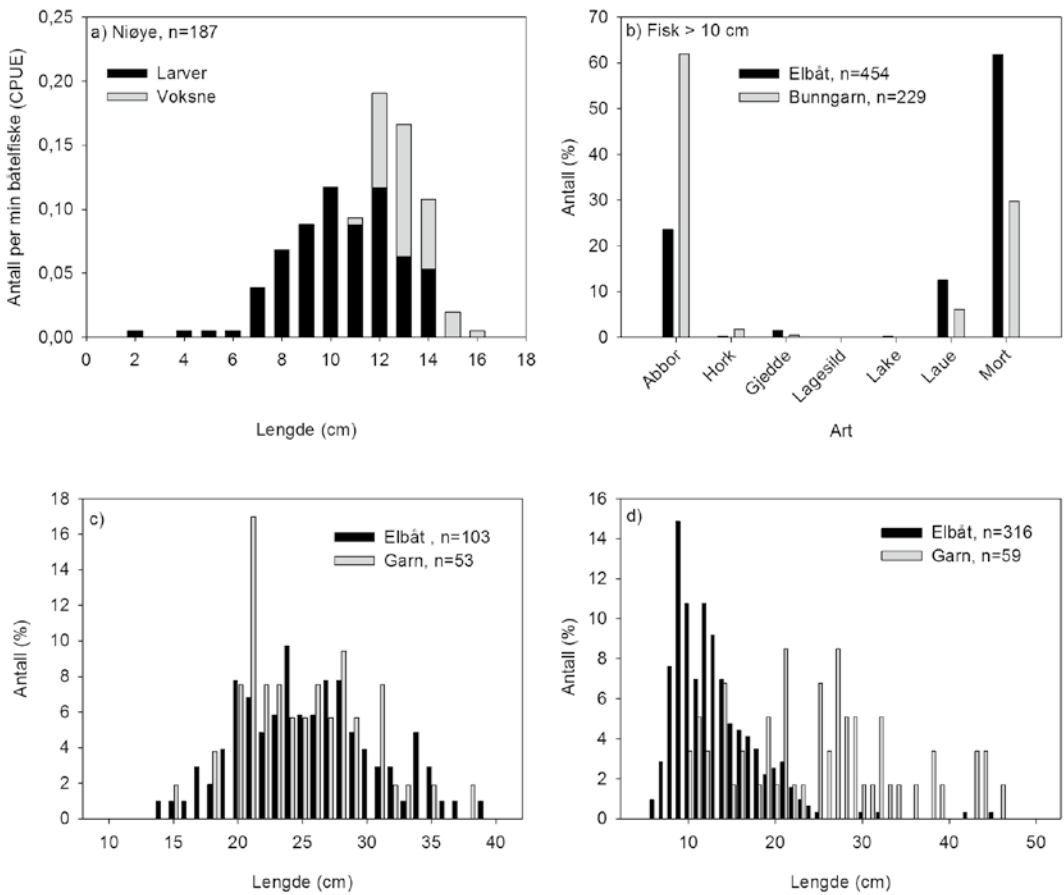 a) Niøye, n=187
Larver
Voksne
Antall per min båtelfiske (CPUE)
0,25
0,20
0,15
0,10
0,05
0,00
0 2 4 6 8 10 12 14 16 18
Lengde (cm)
b) Fisk > 10 cm
Elbåt, n=454
Bunngarn, n=229
Antall (%)
70
60
50
40
30
20
10
0
Abbor Hork Gjedde Lagesild Lake Laue Mort
Art
c)
Elbåt , n=103
Garn, n=53
Antall (%)
18
16
14
12
10
8
6
4
2
0
10 20 30 40
Lengde (cm)
d)
Elbåt, n=316
Garn, n=59
Antall (%)
16
14
12
10
8
6
4
2
0
10 20 30 40 50
Lengde (cm)